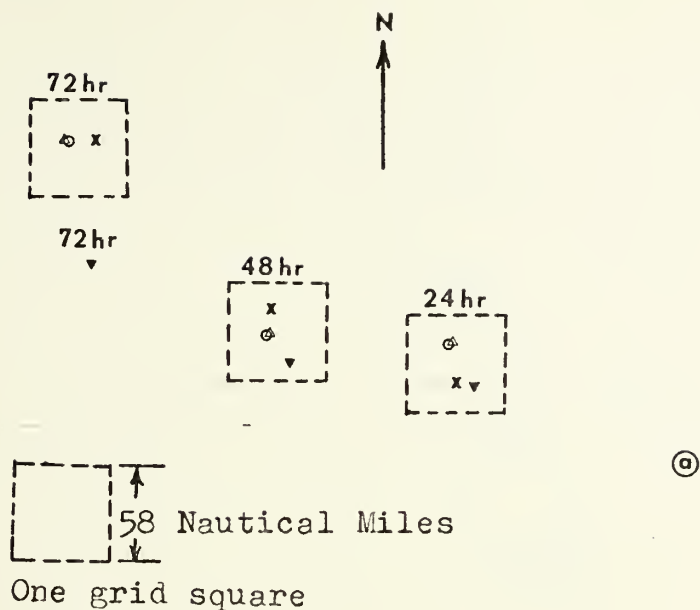 N
72hr
x
72hr
48hr
x
24hr
x
a
58 Nautical Miles
One grid square